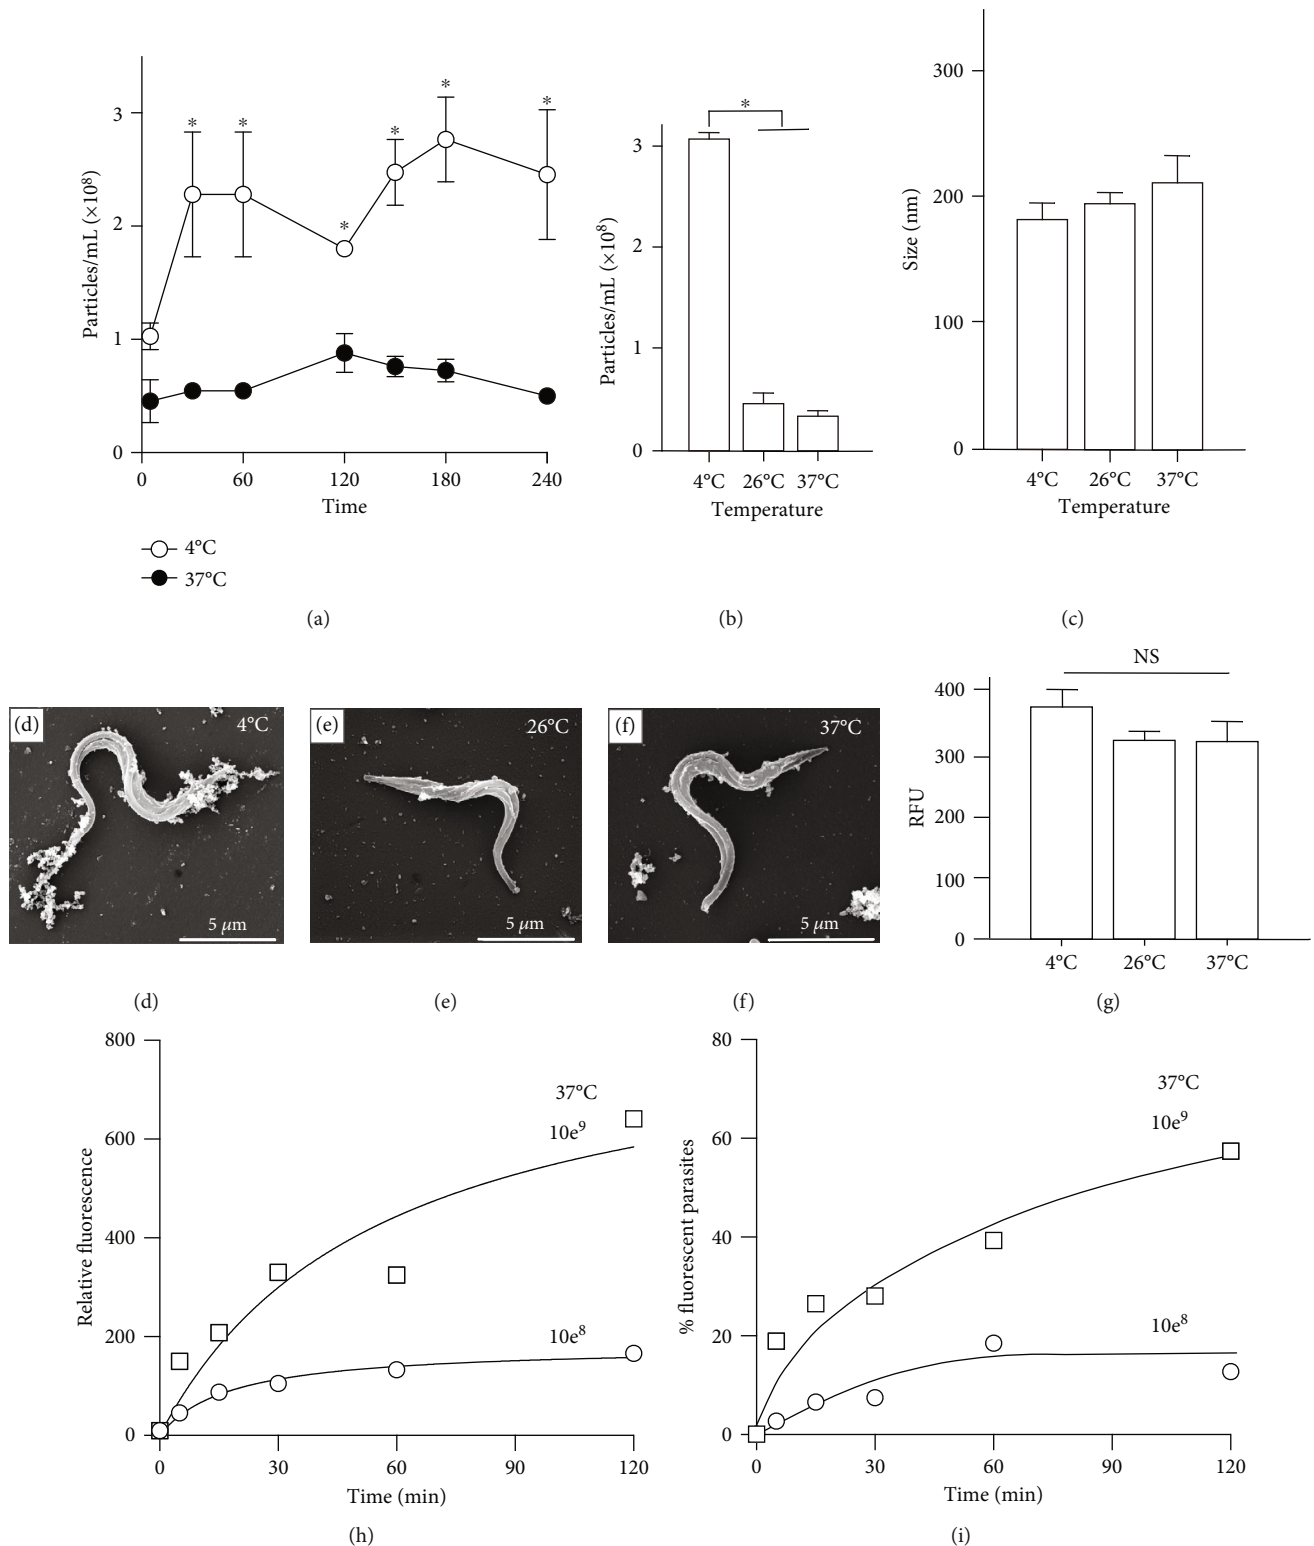 3
2
1
0
Particles/mL (×10⁸)
* * * * * *
0 60 120 180 240
Time
4°C
37°C
(a)
3
2
1
0
Particles/mL (×10⁸)
*
4°C 26°C 37°C
Temperature
(b)
300
200
100
0
Size (nm)
4°C 26°C 37°C
Temperature
(c)
(d) 4°C
5 μm
(d)
(e) 26°C
5 μm
(e)
(f) 37°C
5 μm
(f)
NS
400
300
200
100
0
RFU
4°C 26°C 37°C
(g)
800
600
400
200
0
Relative fluorescence
37°C
10e⁹
10e⁸
0 30 60 90 120
Time (min)
(h)
80
60
40
20
0
% fluorescent parasites
37°C
10e⁹
10e⁸
0 30 60 90 120
Time (min)
(i)